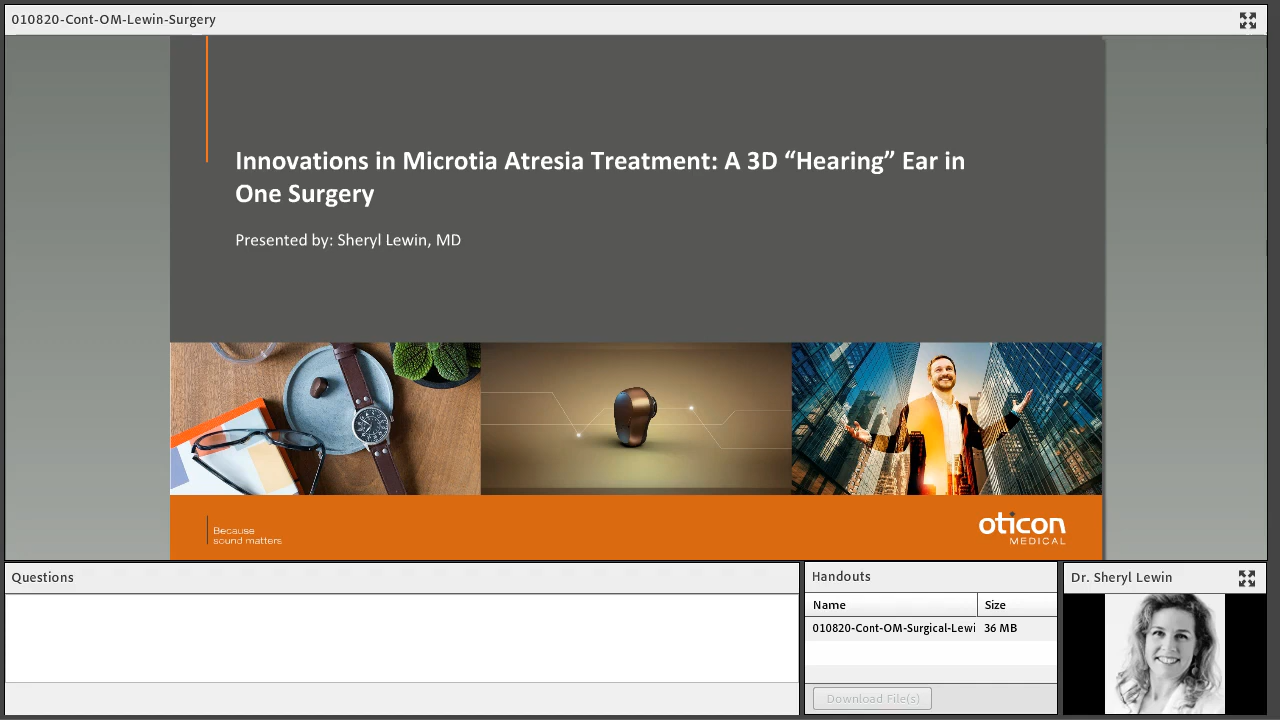 010820-Cont-OM-Lewin-Surgery
Innovations in Microtia Atresia Treatment: A 3D “Hearing” Ear in
One Surgery
Presented by: Sheryl Lewin, MD
Because
sound matters
oticon
MEDICAL
Questions
Handouts
Name
Size
010820-Cont-OM-Surgical-Lewi
36 MB
Download File(s)
Dr. Sheryl Lewin